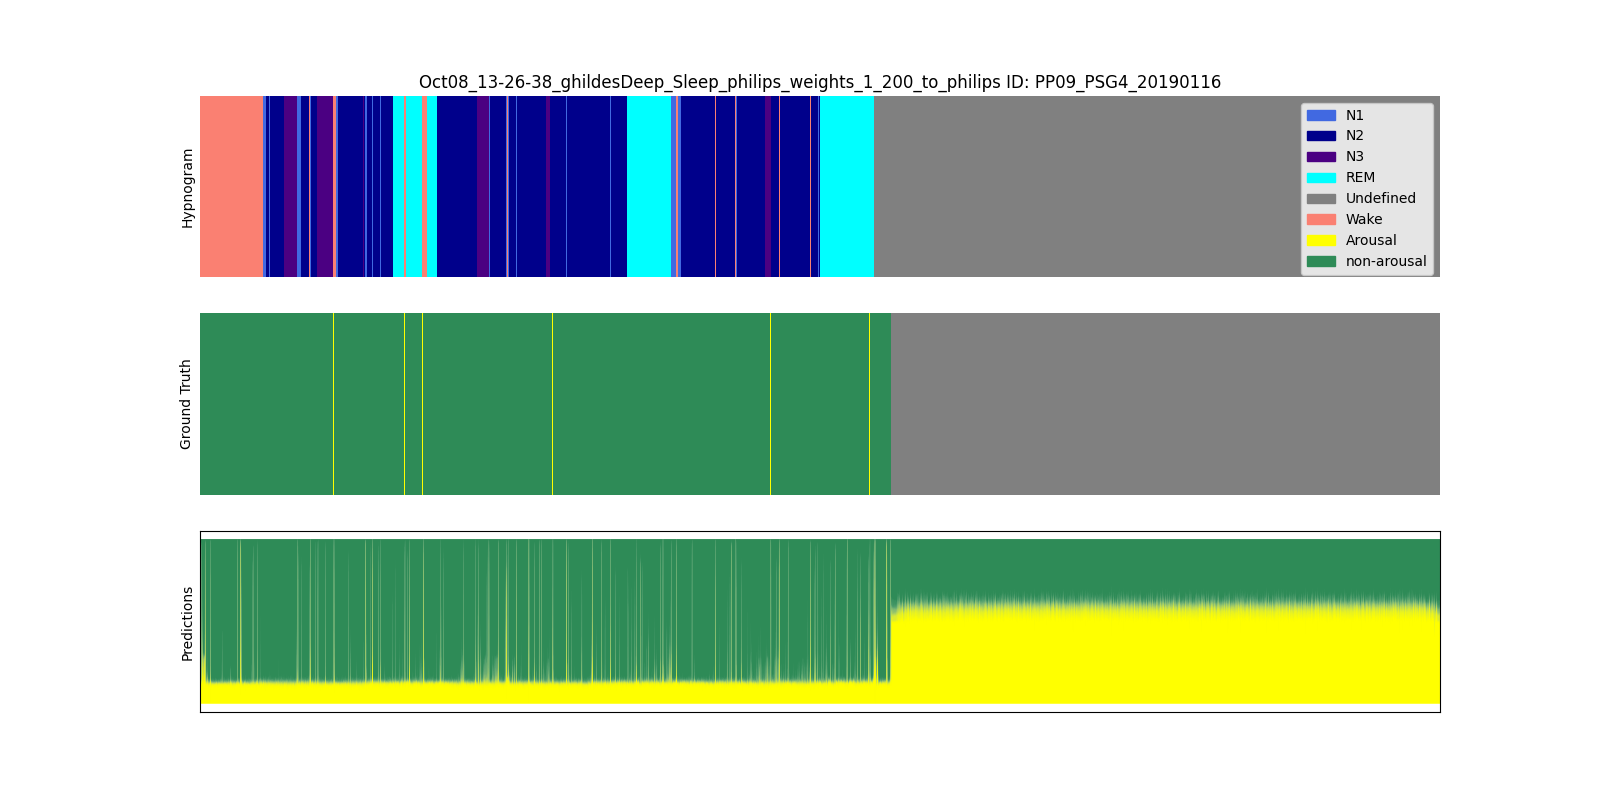 Oct08_13-26-38_ghildesDeep_Sleep_philips_weights_1_200_to_philips ID: PP09_PSG4_20190116
Hypnogram
N1
N2
N3
REM
Undefined
Wake
Arousal
non-arousal
Ground Truth
Predictions